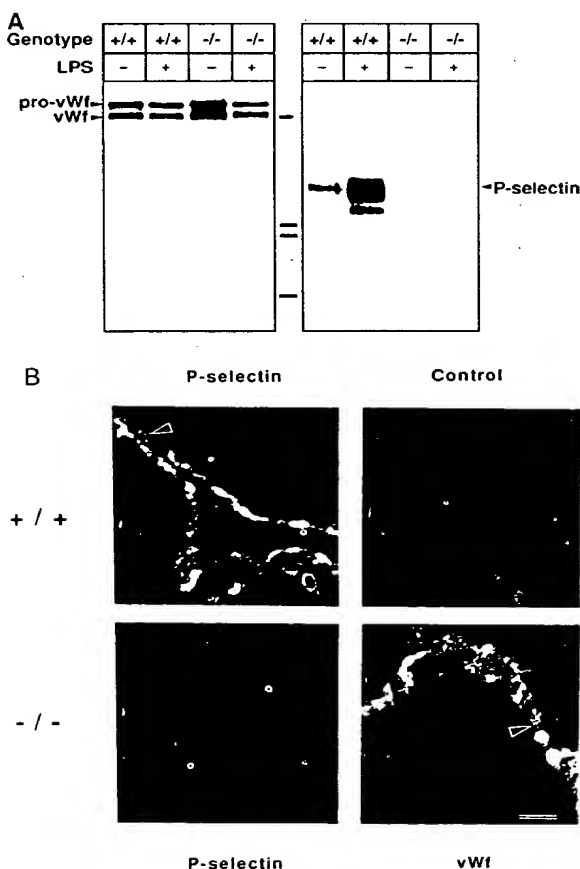 A
Genotype +/+ +/+ -/- -/- +/+ +/+ -/- -/-
LPS – + – + – + – +
pro-vWf
vWf
P-selectin
B
P-selectin Control
+ / +
- / -
P-selectin vWf